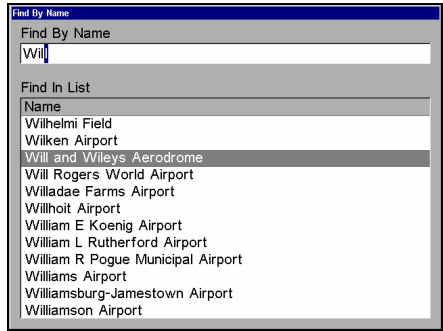 Find By Name
Find By Name
Will
Find In List
Name
Wilhelmi Field
Wilken Airport
Will and Wileys Aerodrome
Will Rogers World Airport
Willadae Farms Airport
Willhoit Airport
William E Koenig Airport
William L Rutherford Airport
William R Pogue Municipal Airport
Williams Airport
Williamsburg-Jamestown Airport
Williamson Airport